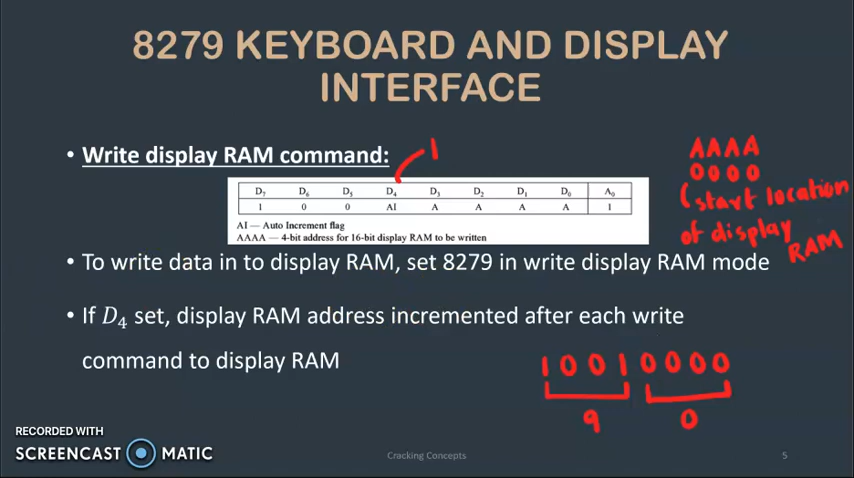 8279 KEYBOARD AND DISPLAY
INTERFACE
• Write display RAM command:
1
D7 D6 D5 D4 D3 D2 D1 D0 A0
1 0 0 AI A A A A 1
AI — Auto Increment flag
AAAA — 4-bit address for 16-bit display RAM to be written
AAAA
0000
(start location
of display
RAM
• To write data in to display RAM, set 8279 in write display RAM mode
• If D4 set, display RAM address incremented after each write
command to display RAM
1001 0000
9 0
RECORDED WITH
SCREENCAST MATIC
Cracking Concepts
5